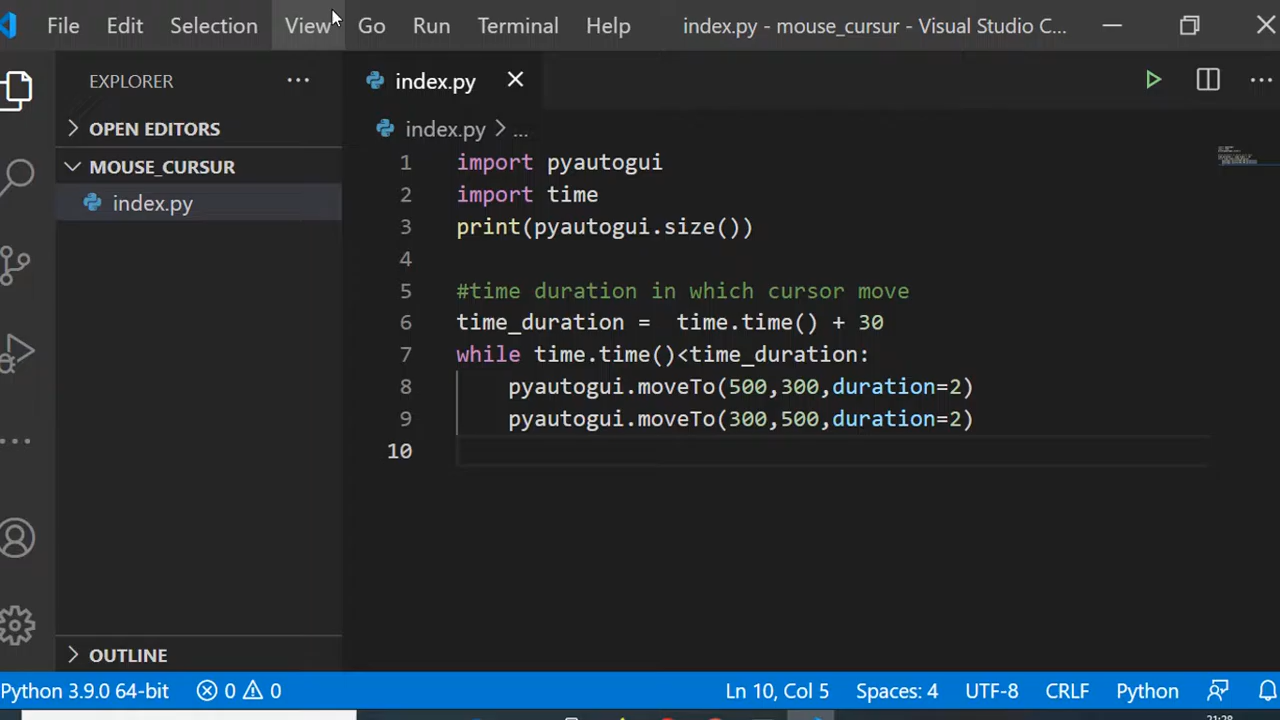 File Edit Selection View Go Run Terminal Help index.py - mouse_cursur - Visual Studio C...
EXPLORER ...
index.py
OPEN EDITORS
index.py > ...
MOUSE_CURSUR
index.py
1 import pyautogui
2 import time
3 print(pyautogui.size())
4
5 #time duration in which cursor move
6 time_duration =  time.time() + 30
7 while time.time()<time_duration:
8     pyautogui.moveTo(500,300,duration=2)
9     pyautogui.moveTo(300,500,duration=2)
10
OUTLINE
Python 3.9.0 64-bit 0 0 Ln 10, Col 5 Spaces: 4 UTF-8 CRLF Python
21:28